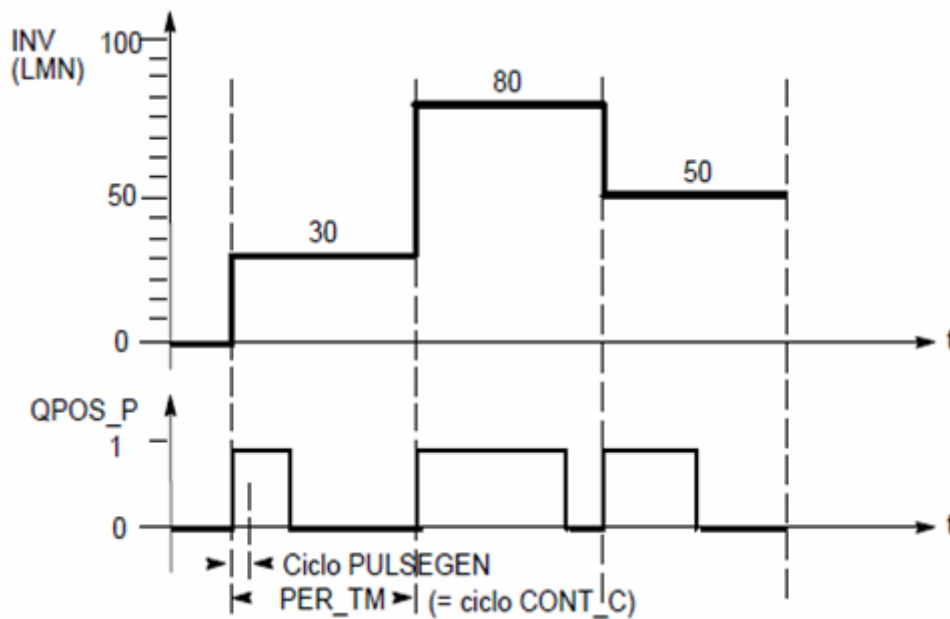 INV
(LMN)
100
80
50
50
30
0
t
QPOS_P
1
0
t
Ciclo PULSEGEN
PER_TM (= ciclo CONT_C)